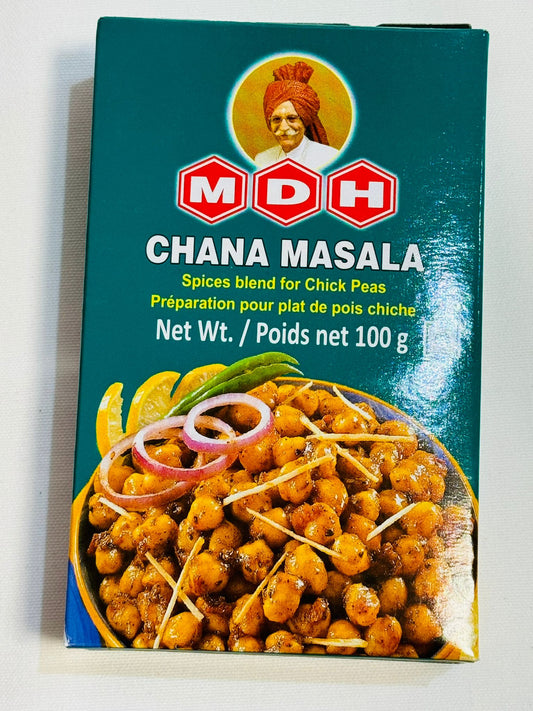 MDH
CHANA MASALA
Spices blend for Chick Peas
Préparation pour plat de pois chiche
Net Wt. / Poids net 100 g